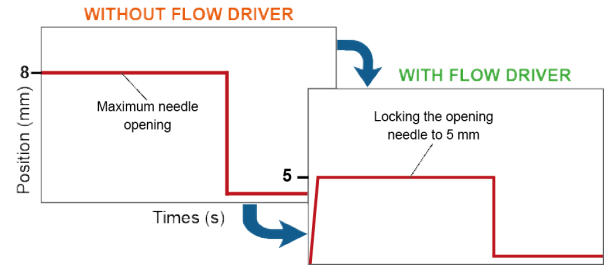 WITHOUT FLOW DRIVER
WITH FLOW DRIVER
8
Maximum needle
opening
Position (mm)
Times (s)
Locking the opening
needle to 5 mm
5